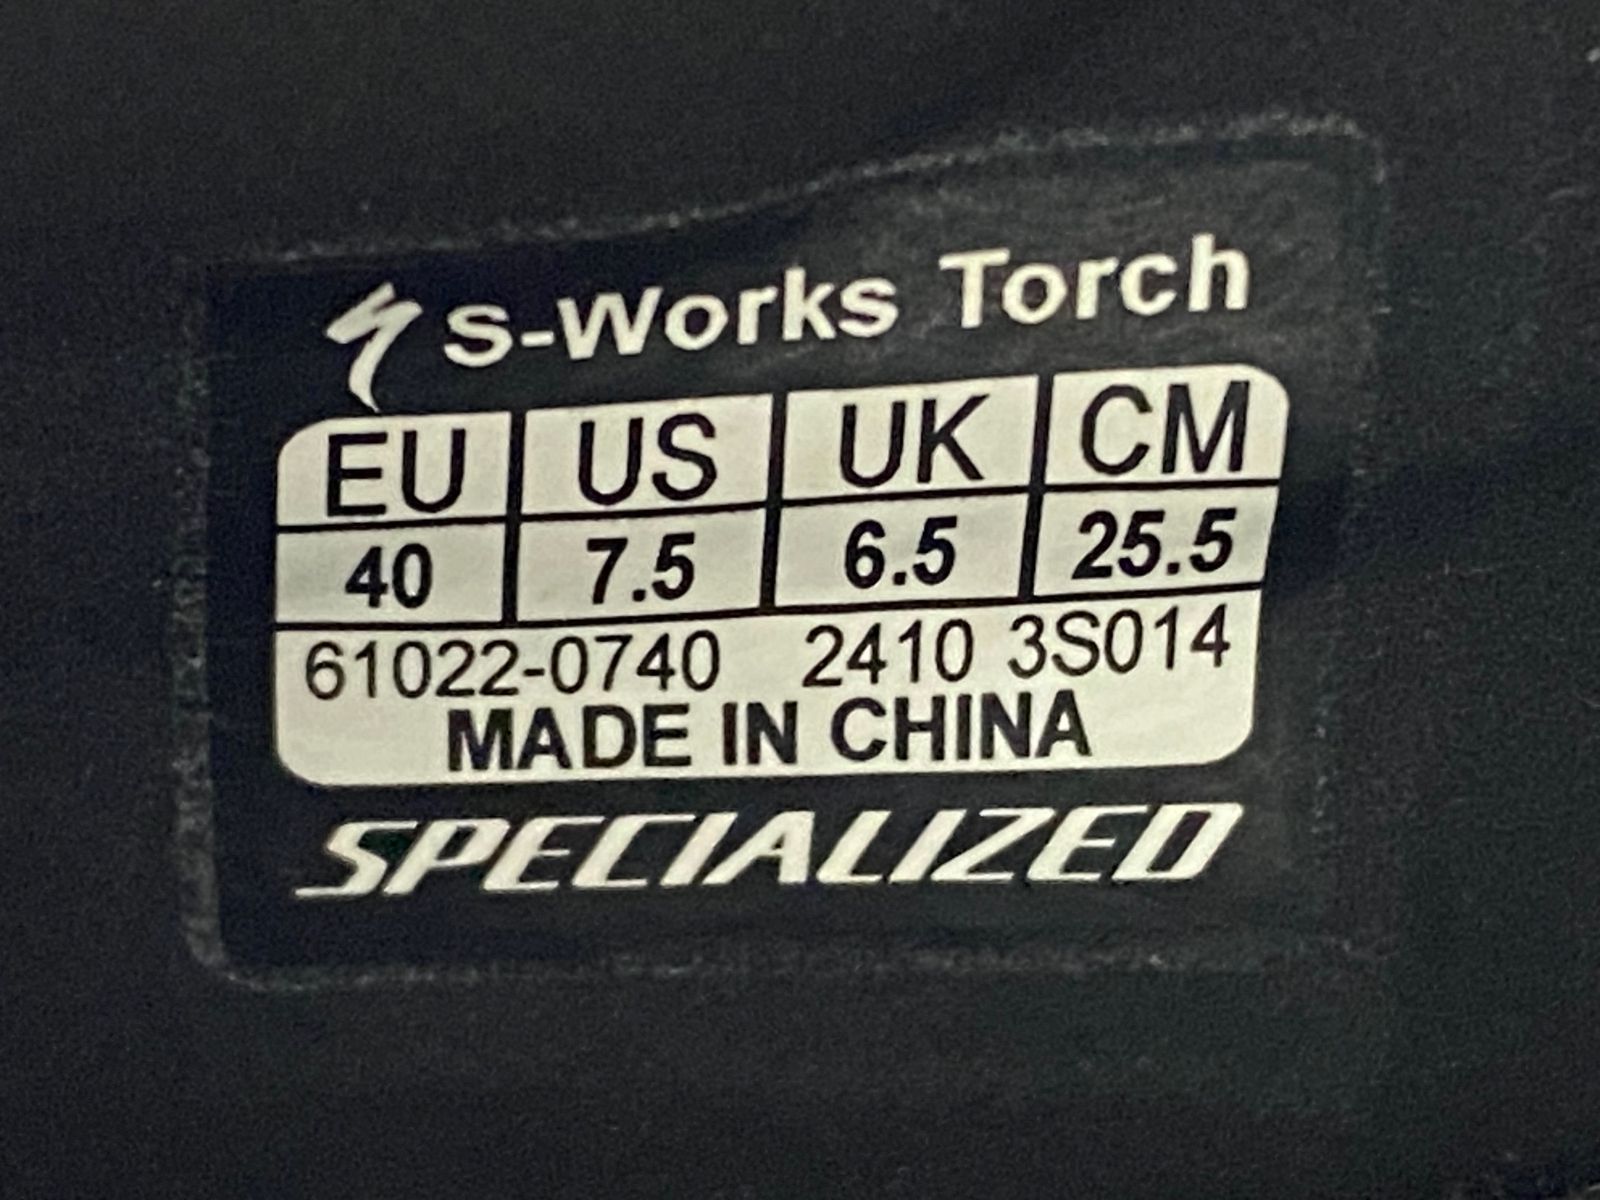 S-Works Torch
EU US UK CM
40 7.5 6.5 25.5
61022-0740 2410 3S014
MADE IN CHINA
SPECIALIZED